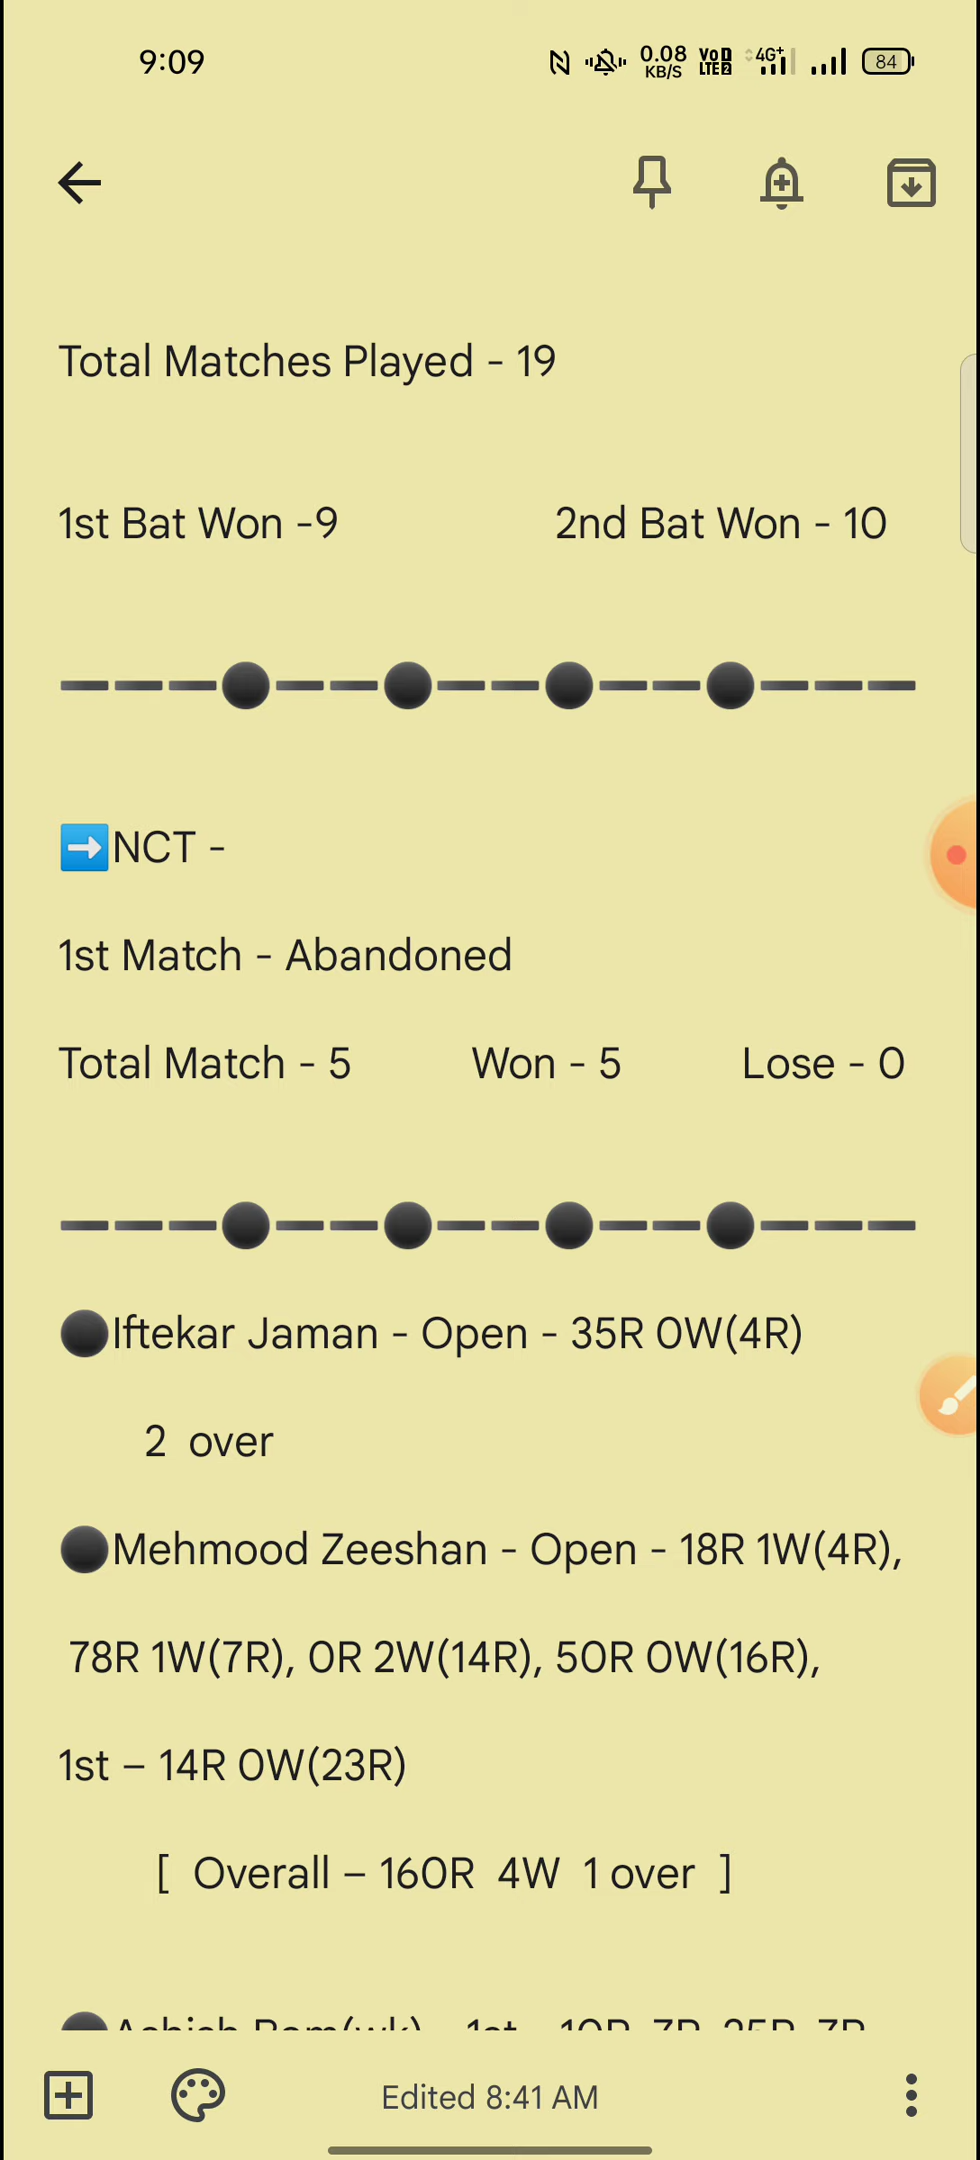 9:09 0.08 KB/S VoD LTE2 4G+ 84
Total Matches Played - 19
1st Bat Won -9 2nd Bat Won - 10
NCT -
1st Match - Abandoned
Total Match - 5 Won - 5 Lose - 0
Iftekar Jaman - Open - 35R 0W(4R)
2 over
Mehmood Zeeshan - Open - 18R 1W(4R),
78R 1W(7R), 0R 2W(14R), 50R 0W(16R),
1st – 14R 0W(23R)
[ Overall – 160R 4W 1 over ]
Edited 8:41 AM